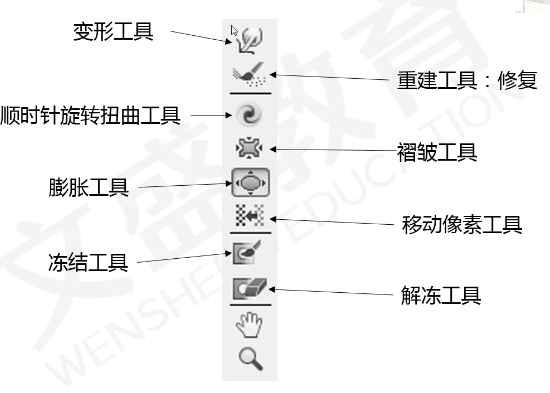 变形工具
重建工具：修复
顺时针旋转扭曲工具
褶皱工具
膨胀工具
移动像素工具
冻结工具
解冻工具
文盛教育
WENSHENG EDUCATION